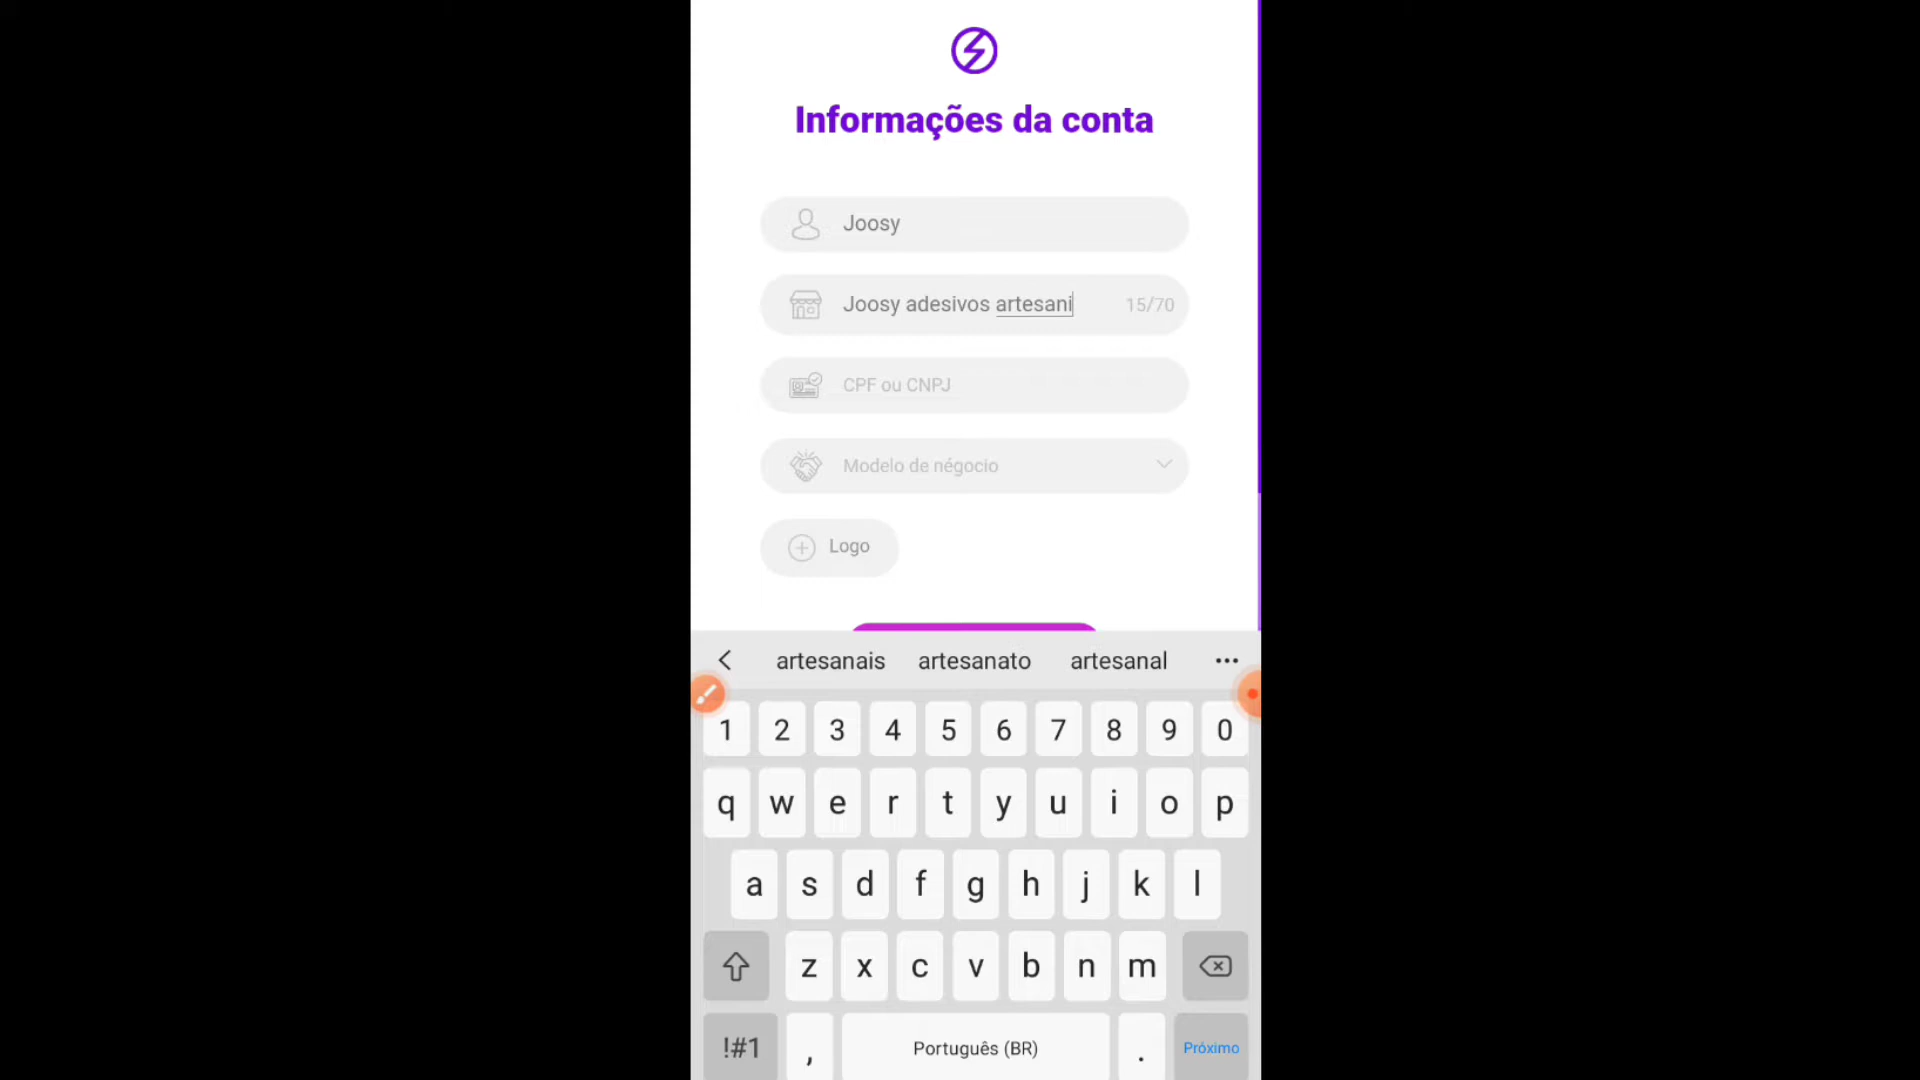 Informações da conta
Joosy
Joosy adesivos artesani 15/70
CPF ou CNPJ
Modelo de négocio
Logo
artesanais artesanato artesanal
1 2 3 4 5 6 7 8 9 0
q w e r t y u i o p
a s d f g h j k l
z x c v b n m
!#1 , Português (BR) . Próximo